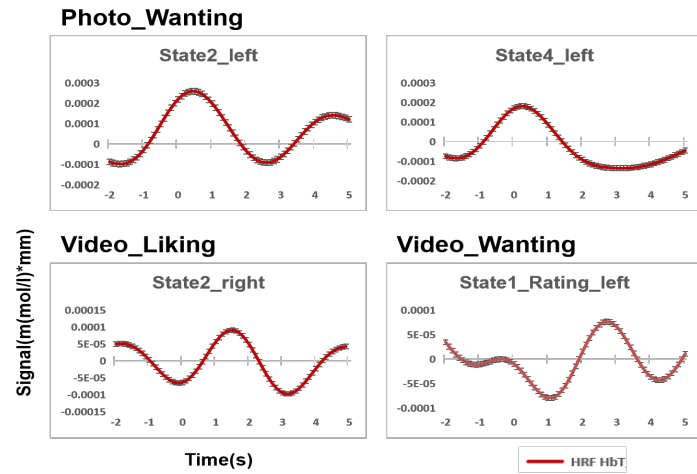 Photo_Wanting
State2_left
0.0003
0.0002
0.0001
0
-0.0001
-0.0002
-2 -1 0 1 2 3 4 5
State4_left
0.0003
0.0002
0.0001
0
-0.0001
-0.0002
-2 -1 0 1 2 3 4 5
Signal(m(mol/l)*mm)
Video_Liking
State2_right
0.00015
0.0001
5E-05
0
-5E-05
-0.0001
-0.00015
-2 -1 0 1 2 3 4 5
Video_Wanting
State1_Rating_left
0.0001
5E-05
0
-5E-05
-0.0001
-2 -1 0 1 2 3 4 5
Time(s)
HRF HbT